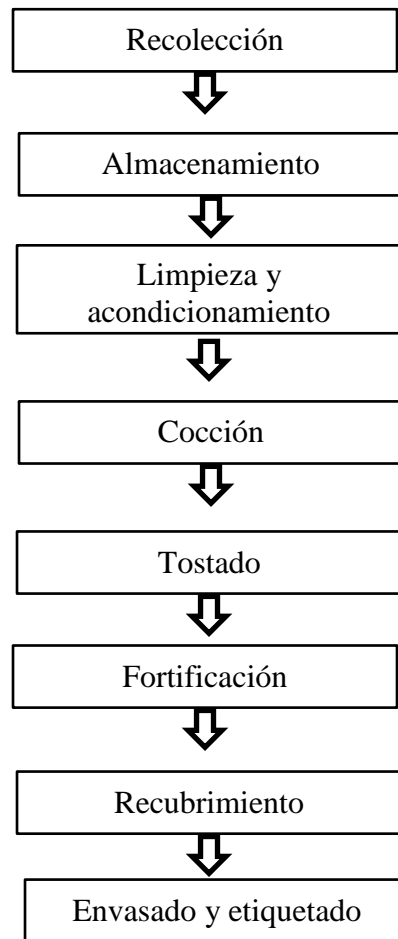 Recolección
Almacenamiento
Limpieza y
acondicionamiento
Cocción
Tostado
Fortificación
Recubrimiento
Envasado y etiquetado